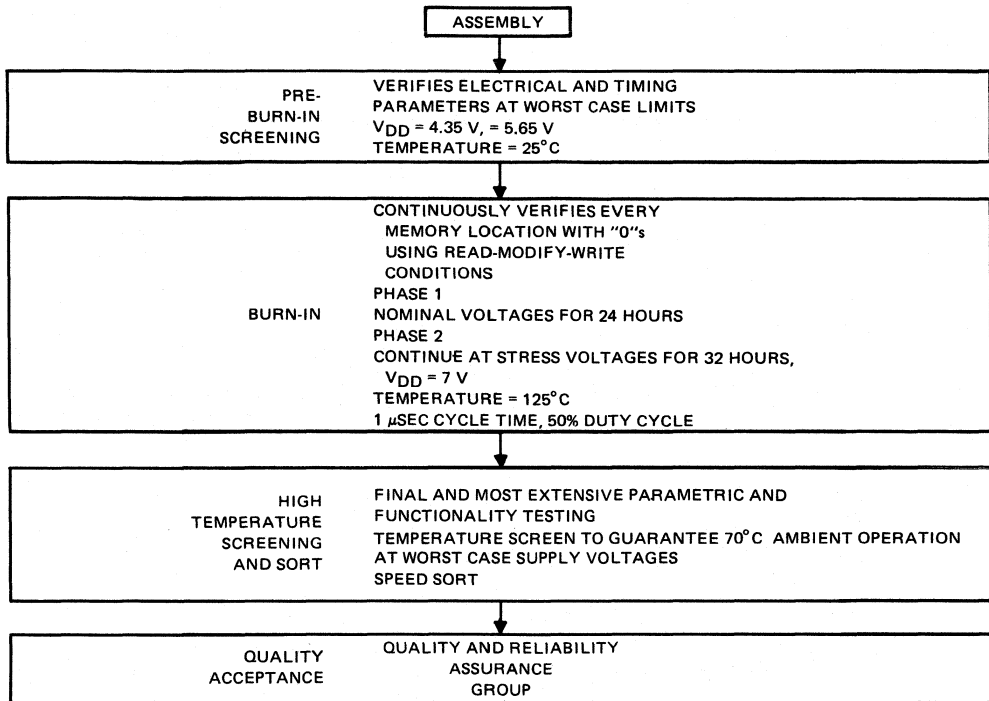 ASSEMBLY
PRE-
BURN-IN
SCREENING
VERIFIES ELECTRICAL AND TIMING
PARAMETERS AT WORST CASE LIMITS
VDD = 4.35 V, = 5.65 V
TEMPERATURE = 25°C
BURN-IN
CONTINUOUSLY VERIFIES EVERY
MEMORY LOCATION WITH "0"s
USING READ-MODIFY-WRITE
CONDITIONS
PHASE 1
NOMINAL VOLTAGES FOR 24 HOURS
PHASE 2
CONTINUE AT STRESS VOLTAGES FOR 32 HOURS,
VDD = 7 V
TEMPERATURE = 125°C
1 μSEC CYCLE TIME, 50% DUTY CYCLE
HIGH
TEMPERATURE
SCREENING
AND SORT
FINAL AND MOST EXTENSIVE PARAMETRIC AND
FUNCTIONALITY TESTING
TEMPERATURE SCREEN TO GUARANTEE 70°C AMBIENT OPERATION
AT WORST CASE SUPPLY VOLTAGES
SPEED SORT
QUALITY
ACCEPTANCE
QUALITY AND RELIABILITY
ASSURANCE
GROUP